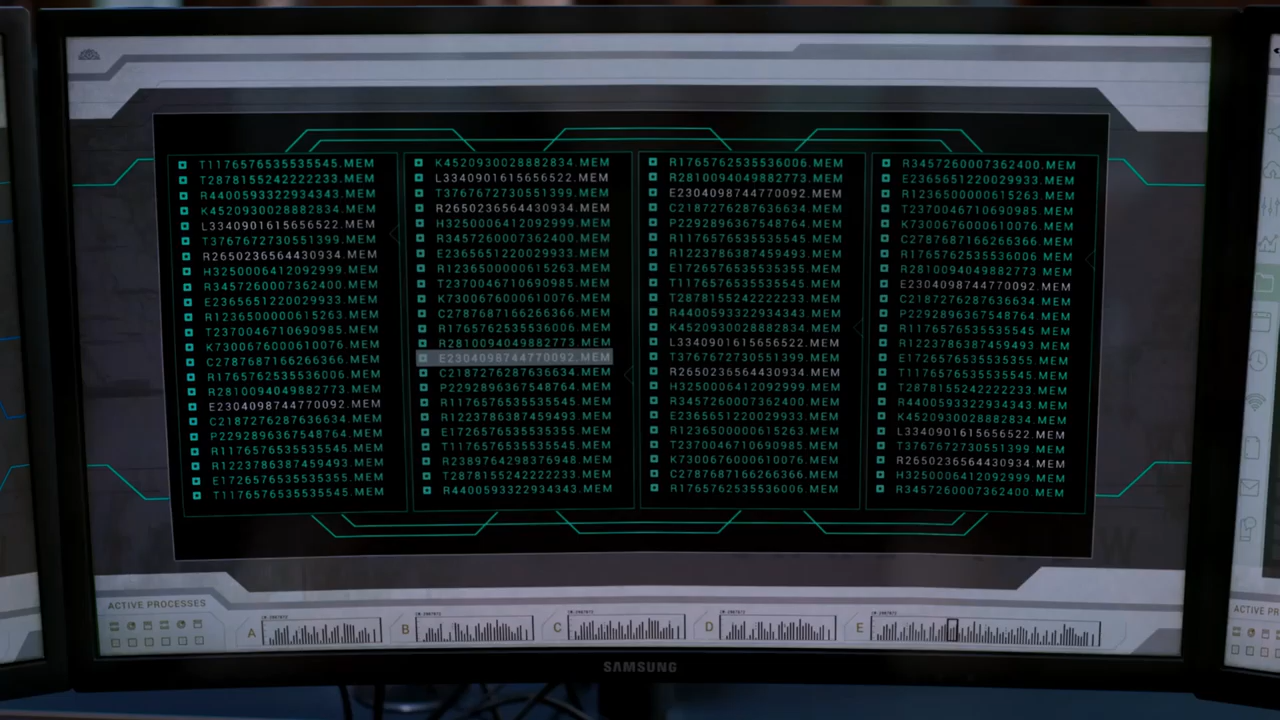 T1176576535535545.MEM
T2878155242222233.MEM
R4400593322934343.MEM
K4520930028882834.MEM
L3340901615656522.MEM
T3767672730551399.MEM
R2650236564430934.MEM
H3250006412092999.MEM
R3457260007362400.MEM
E2365651220029933.MEM
R1236500000615263.MEM
T2370046710690985.MEM
K7300676000610076.MEM
C2787687166266366.MEM
R1765762535536006.MEM
R2810094049882773.MEM
E2304098744770092.MEM
C2187276287636634.MEM
P2292896367548764.MEM
R1176576535535545.MEM
R1223786387459493.MEM
E1726576535535355.MEM
T1176576535535545.MEM
K4520930028882834.MEM
L3340901615656522.MEM
T3767672730551399.MEM
R2650236564430934.MEM
H3250006412092999.MEM
R3457260007362400.MEM
E2365651220029933.MEM
R1236500000615263.MEM
T2370046710690985.MEM
K7300676000610076.MEM
C2787687166266366.MEM
R1765762535536006.MEM
R2810094049882773.MEM
E2304098744770092.MEM
C2187276287636634.MEM
P2292896367548764.MEM
R1176576535535545.MEM
R1223786387459493.MEM
E1726576535535355.MEM
T1176576535535545.MEM
R2389764298376948.MEM
T2878155242222233.MEM
R4400593322934343.MEM
R1765762535536006.MEM
R2810094049882773.MEM
E2304098744770092.MEM
C2187276287636634.MEM
P2292896367548764.MEM
R1176576535535545.MEM
R1223786387459493.MEM
E1726576535535355.MEM
T1176576535535545.MEM
T2878155242222233.MEM
R4400593322934343.MEM
K4520930028882834.MEM
L3340901615656522.MEM
T3767672730551399.MEM
R2650236564430934.MEM
H3250006412092999.MEM
R3457260007362400.MEM
E2365651220029933.MEM
R1236500000615263.MEM
T2370046710690985.MEM
K7300676000610076.MEM
C2787687166266366.MEM
R1765762535536006.MEM
R3457260007362400.MEM
E2365651220029933.MEM
R1236500000615263.MEM
T2370046710690985.MEM
K7300676000610076.MEM
C2787687166266366.MEM
R1765762535536006.MEM
R2810094049882773.MEM
E2304098744770092.MEM
C2187276287636634.MEM
P2292896367548764.MEM
R1176576535535545.MEM
R1223786387459493.MEM
E1726576535535355.MEM
T1176576535535545.MEM
T2878155242222233.MEM
R4400593322934343.MEM
K4520930028882834.MEM
L3340901615656522.MEM
T3767672730551399.MEM
R2650236564430934.MEM
H3250006412092999.MEM
R3457260007362400.MEM
ACTIVE PROCESSES
A
B
C
D
E
ACTIVE PR
SAMSUNG